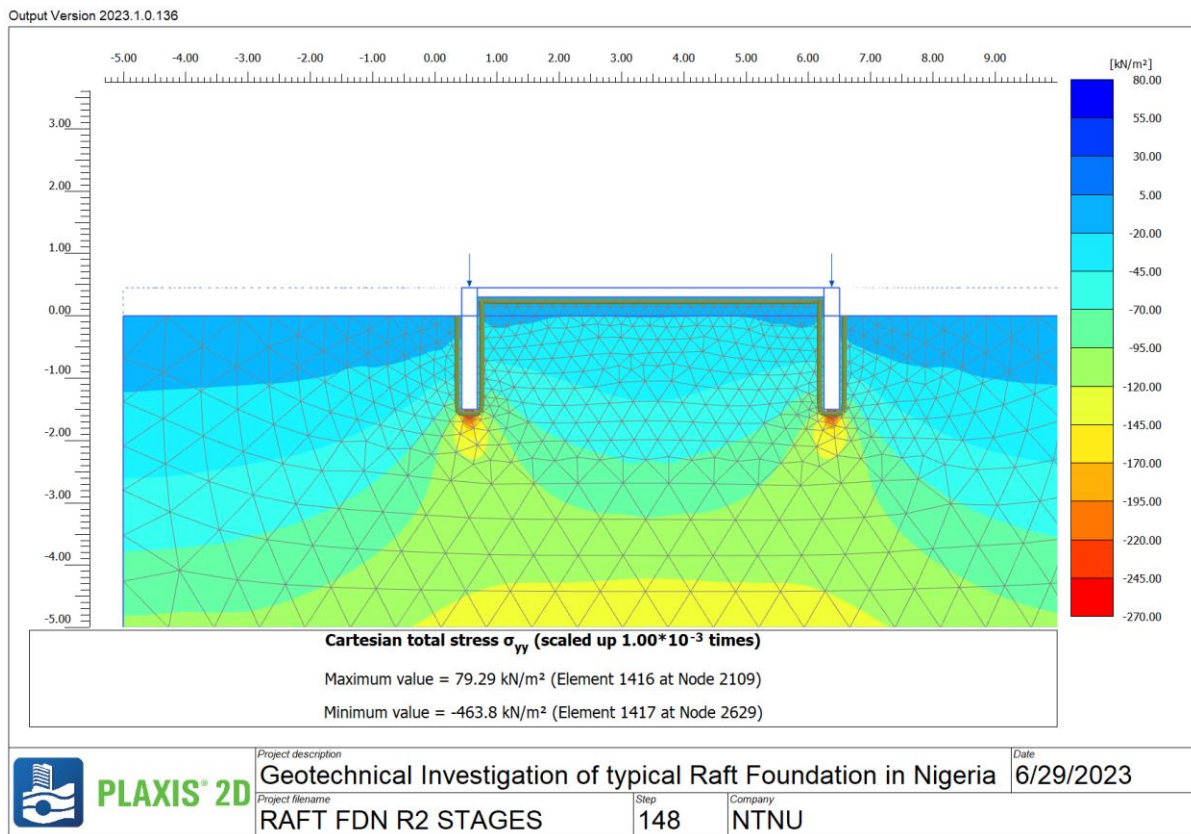 Output Version 2023.1.0.136
-5.00 -4.00 -3.00 -2.00 -1.00 0.00 1.00 2.00 3.00 4.00 5.00 6.00 7.00 8.00 9.00
[kN/m²]
80.00
55.00
30.00
5.00
-20.00
-45.00
-70.00
-95.00
-120.00
-145.00
-170.00
-195.00
-220.00
-245.00
-270.00
3.00
2.00
1.00
0.00
-1.00
-2.00
-3.00
-4.00
-5.00
Cartesian total stress σyy (scaled up 1.00*10-3 times)
Maximum value = 79.29 kN/m² (Element 1416 at Node 2109)
Minimum value = -463.8 kN/m² (Element 1417 at Node 2629)
PLAXIS® 2D
Project description
Geotechnical Investigation of typical Raft Foundation in Nigeria
Date
6/29/2023
Project filename
RAFT FDN R2 STAGES
Step
148
Company
NTNU